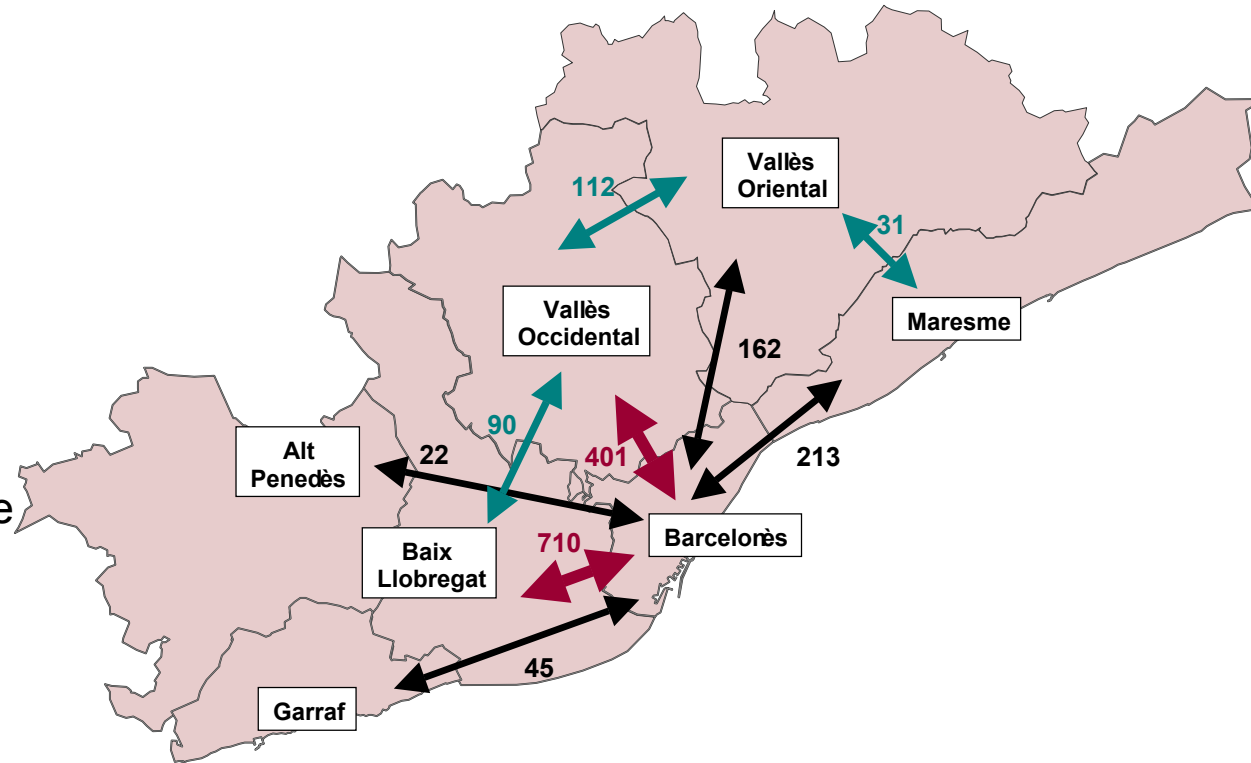 Vallès
Oriental
112
31
Vallès
Occidental
Maresme
162
90
Alt
Penedès
22
401
213
e
Baix
Llobregat
710
Barcelonès
45
Garraf